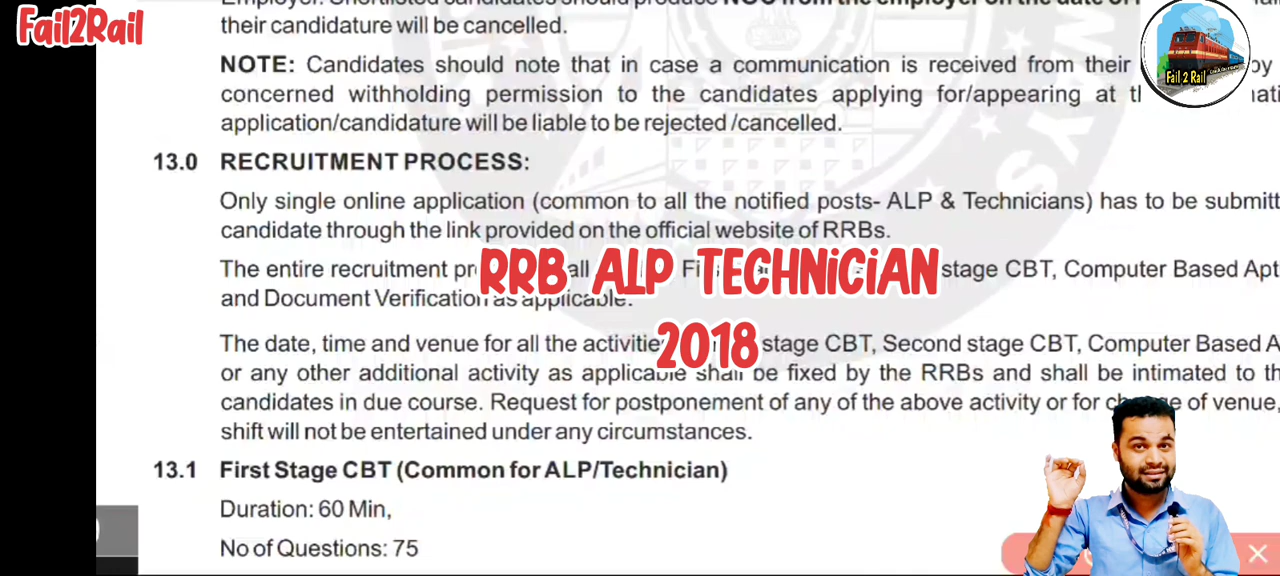 Fail2Rail
their candidature will be cancelled.
NOTE: Candidates should note that in case a communication is received from their by
concerned withholding permission to the candidates applying for/appearing at
application/candidature will be liable to be rejected /cancelled.
Fail 2 Rail
13.0 RECRUITMENT PROCESS:
Only single online application (common to all the notified posts- ALP & Technicians) has to be submitt
candidate through the link provided on the official website of RRBs.
The entire recruitment all stage CBT, Computer Based Apt
and Document Verification as applicable.
RRB ALP TECHNiCiAN
2018
The date, time and venue for all the activitie stage CBT, Second stage CBT, Computer Based A
or any other additional activity as applicable shall be fixed by the RRBs and shall be intimated to th
candidates in due course. Request for postponement of any of the above activity or for of venue,
shift will not be entertained under any circumstances.
13.1 First Stage CBT (Common for ALP/Technician)
Duration: 60 Min,
No of Questions: 75